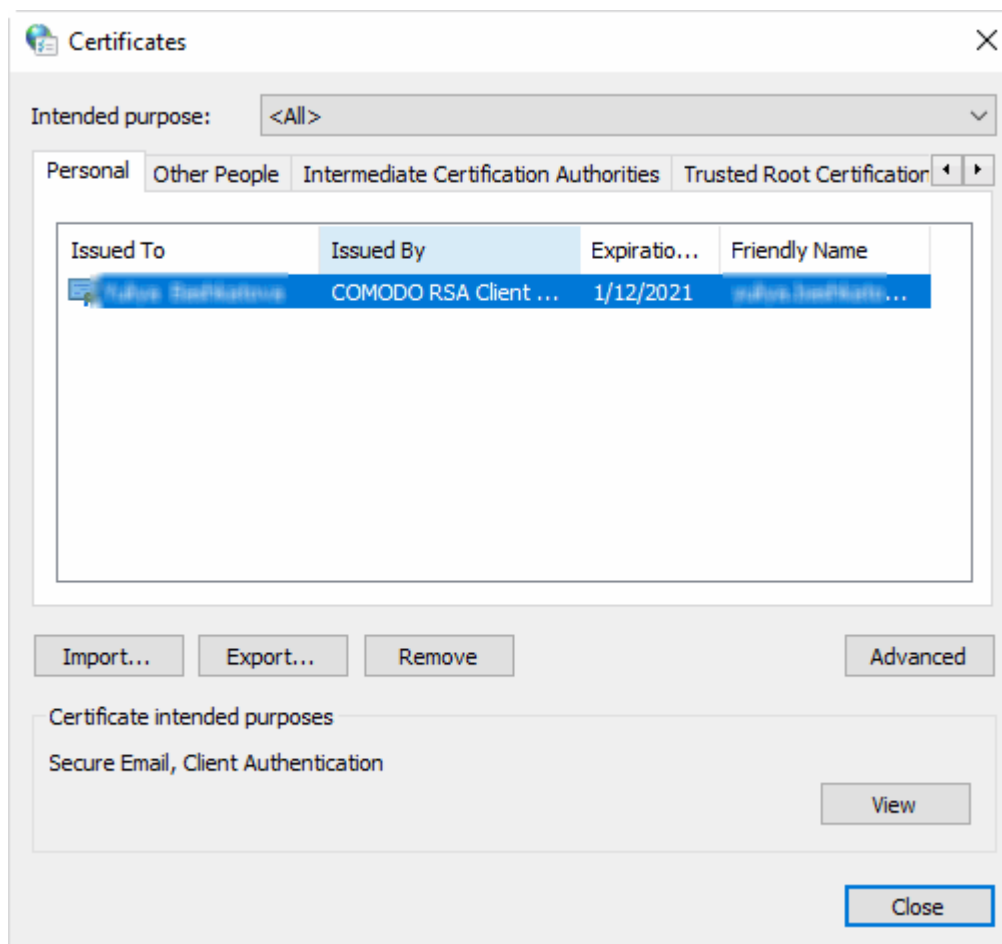 Certificates
Intended purpose: <All>
Personal Other People Intermediate Certification Authorities Trusted Root Certification
Issued To Issued By Expiratio... Friendly Name
COMODO RSA Client ... 1/12/2021 ...
Import... Export... Remove Advanced
Certificate intended purposes
Secure Email, Client Authentication
View
Close